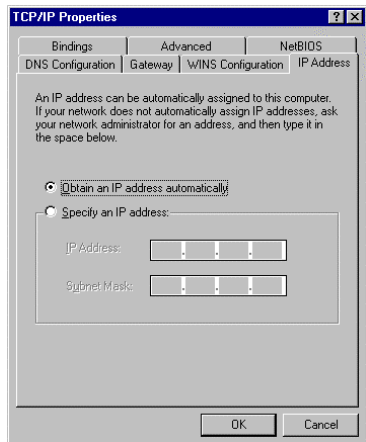 TCP/IP Properties
Bindings Advanced NetBIOS
DNS Configuration Gateway WINS Configuration IP Address
An IP address can be automatically assigned to this computer.
If your network does not automatically assign IP addresses, ask
your network administrator for an address, and then type it in
the space below.
Obtain an IP address automatically
Specify an IP address:
IP Address:
Subnet Mask:
OK Cancel